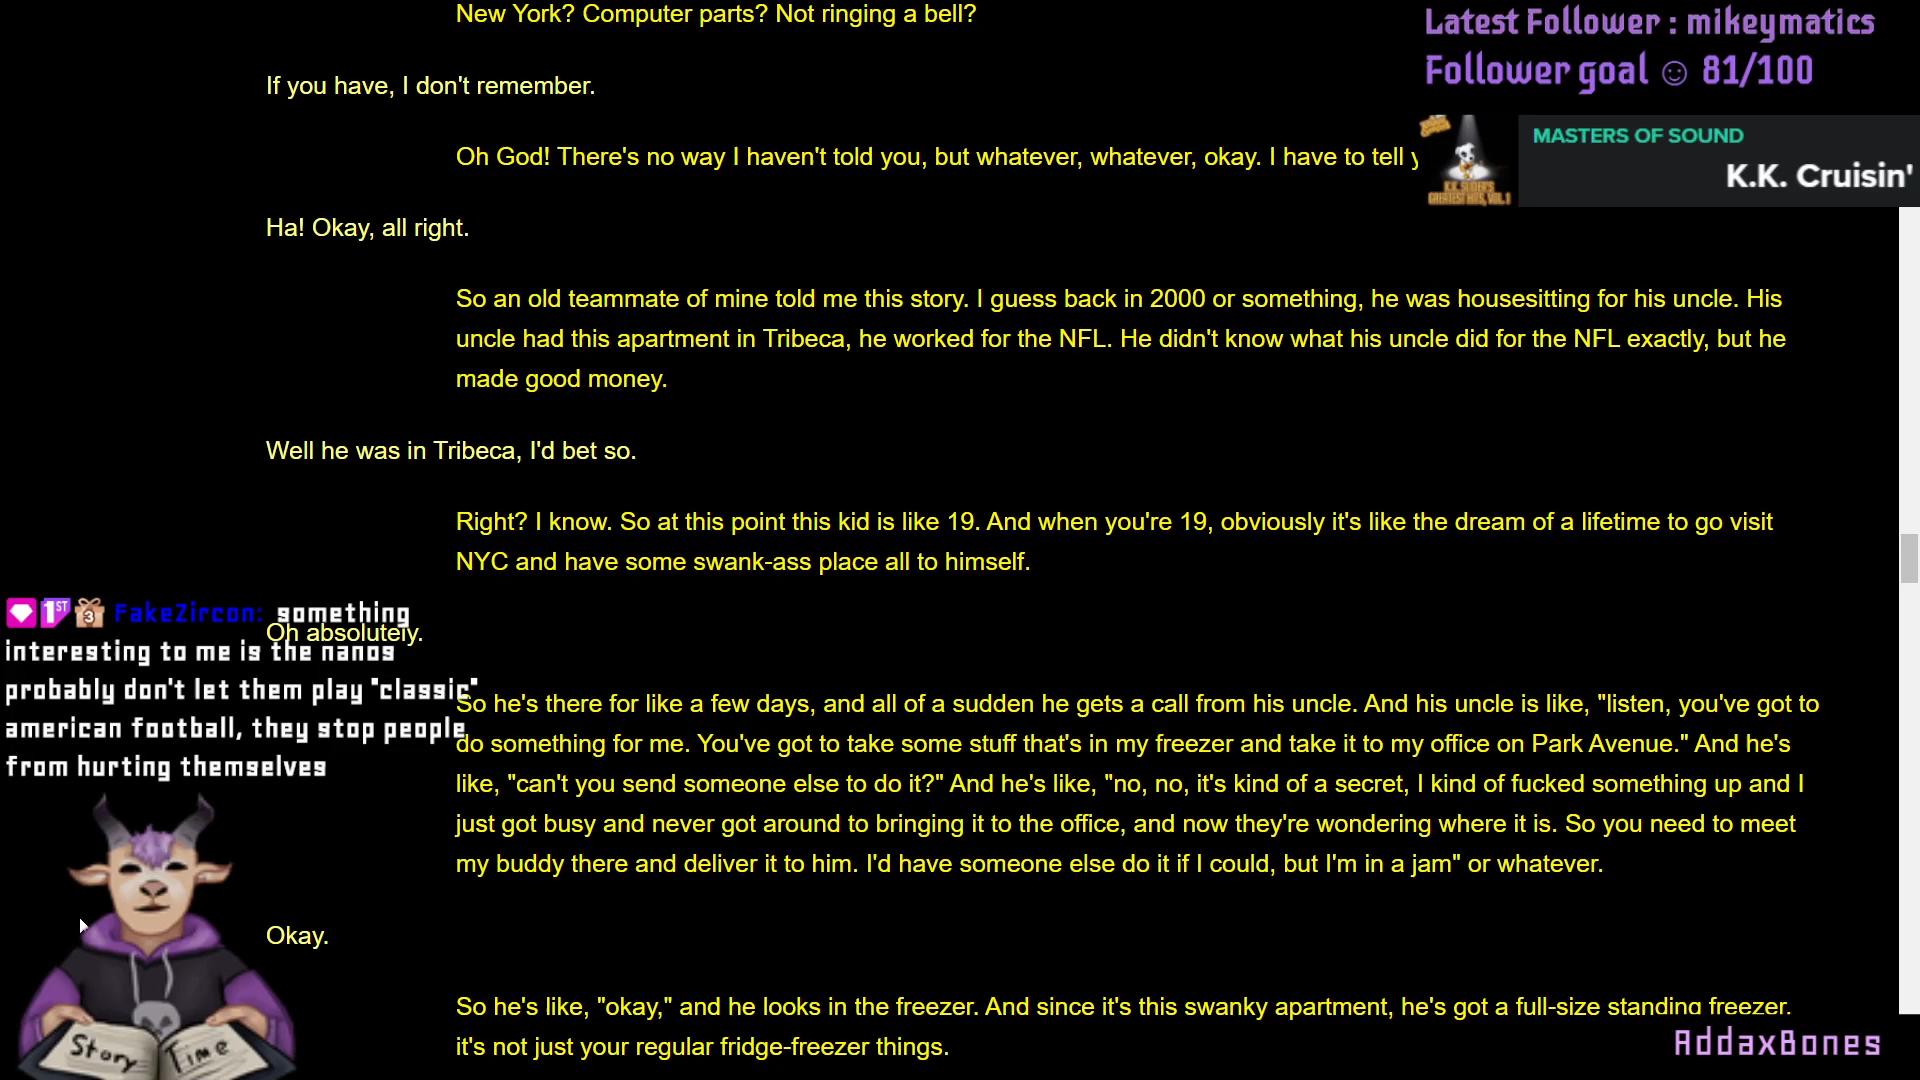 New York? Computer parts? Not ringing a bell?
If you have, I don't remember.
Oh God! There's no way I haven't told you, but whatever, whatever, okay. I have to tell
Ha! Okay, all right.
So an old teammate of mine told me this story. I guess back in 2000 or something, he was housesitting for his uncle. His
uncle had this apartment in Tribeca, he worked for the NFL. He didn't know what his uncle did for the NFL exactly, but he
made good money.
Well he was in Tribeca, I'd bet so.
Right? I know. So at this point this kid is like 19. And when you're 19, obviously it's like the dream of a lifetime to go visit
NYC and have some swank-ass place all to himself.
Oh absolutely.
So he's there for like a few days, and all of a sudden he gets a call from his uncle. And his uncle is like, "listen, you've got to
do something for me. You've got to take some stuff that's in my freezer and take it to my office on Park Avenue." And he's
like, "can't you send someone else to do it?" And he's like, "no, no, it's kind of a secret, I kind of fucked something up and I
just got busy and never got around to bringing it to the office, and now they're wondering where it is. So you need to meet
my buddy there and deliver it to him. I'd have someone else do it if I could, but I'm in a jam" or whatever.
Okay.
So he's like, "okay," and he looks in the freezer. And since it's this swanky apartment, he's got a full-size standing freezer.
it's not just your regular fridge-freezer things.
Latest Follower : mikeymatics
Follower goal ☺ 81/100
K.K. SLIDER'S
GREATEST HITS, VOL. 1
MASTERS OF SOUND
K.K. Cruisin'
1ST 3 FakeZircon: something
interesting to me is the nanos
probably don't let them play "classic"
american football, they stop people
from hurting themselves
Story Time
AddaxBones